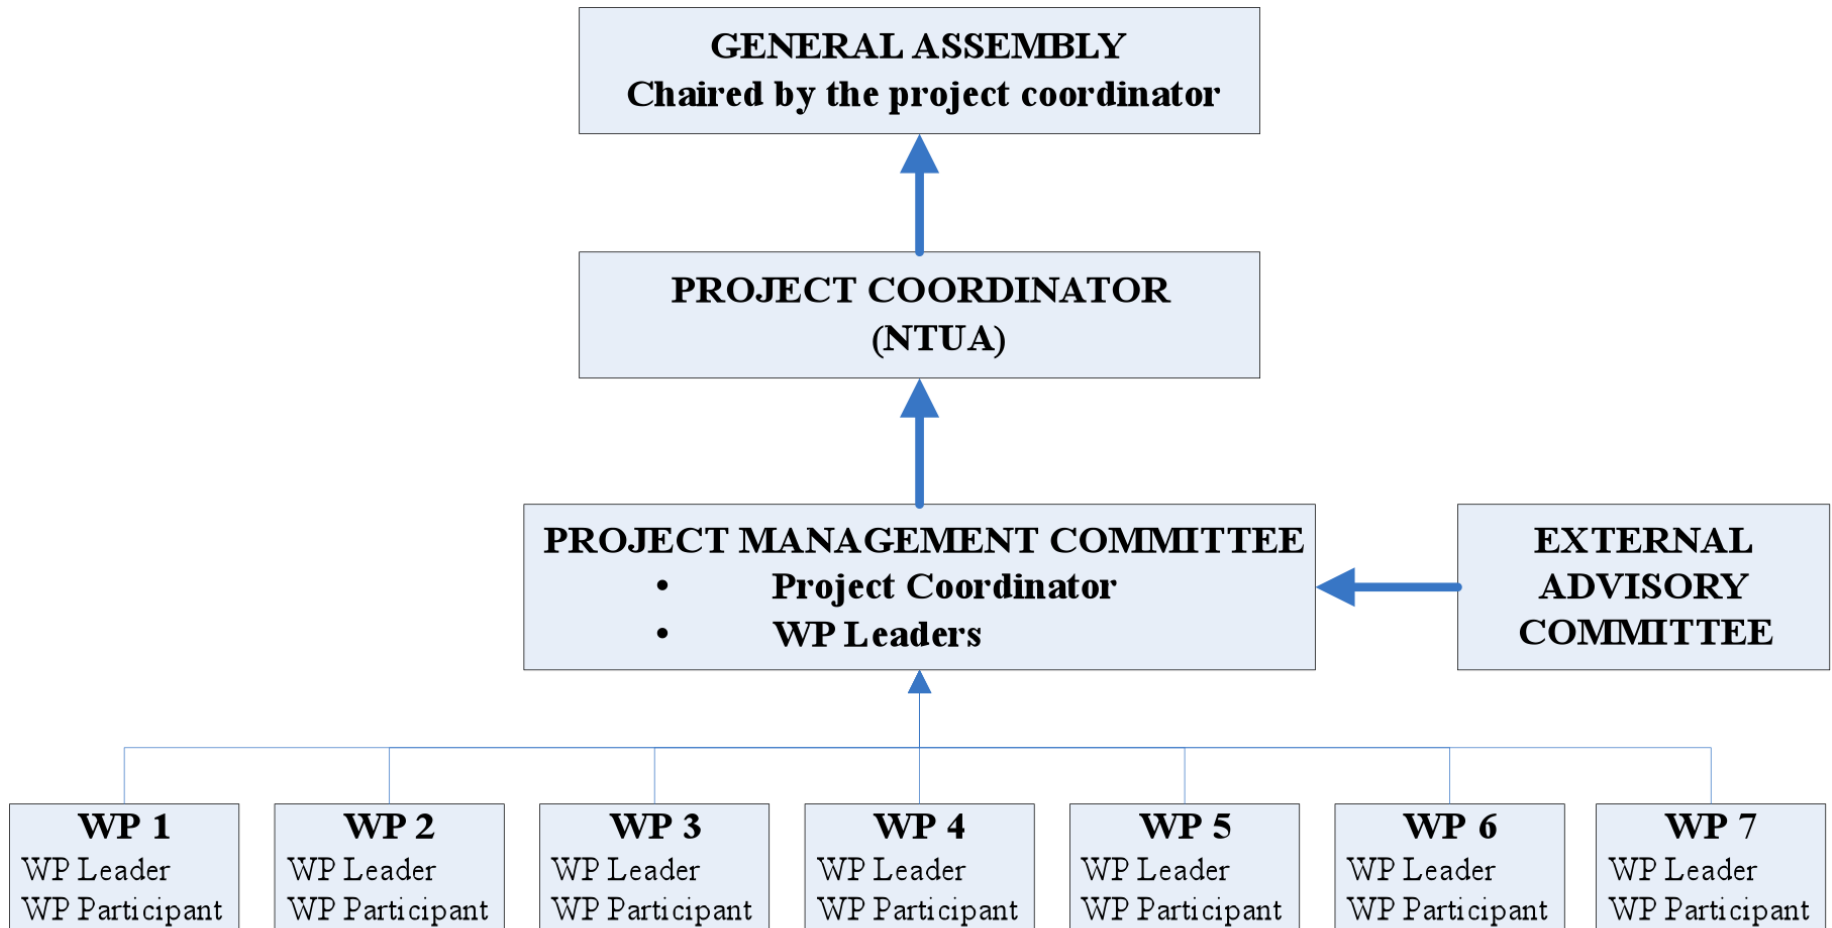 GENERAL ASSEMBLY
Chaired by the project coordinator
PROJECT COORDINATOR
(NTUA)
PROJECT MANAGEMENT COMMITTEE
• Project Coordinator
• WP Leaders
EXTERNAL
ADVISORY
COMMITTEE
WP 1
WP Leader
WP Participant
WP 2
WP Leader
WP Participant
WP 3
WP Leader
WP Participant
WP 4
WP Leader
WP Participant
WP 5
WP Leader
WP Participant
WP 6
WP Leader
WP Participant
WP 7
WP Leader
WP Participant